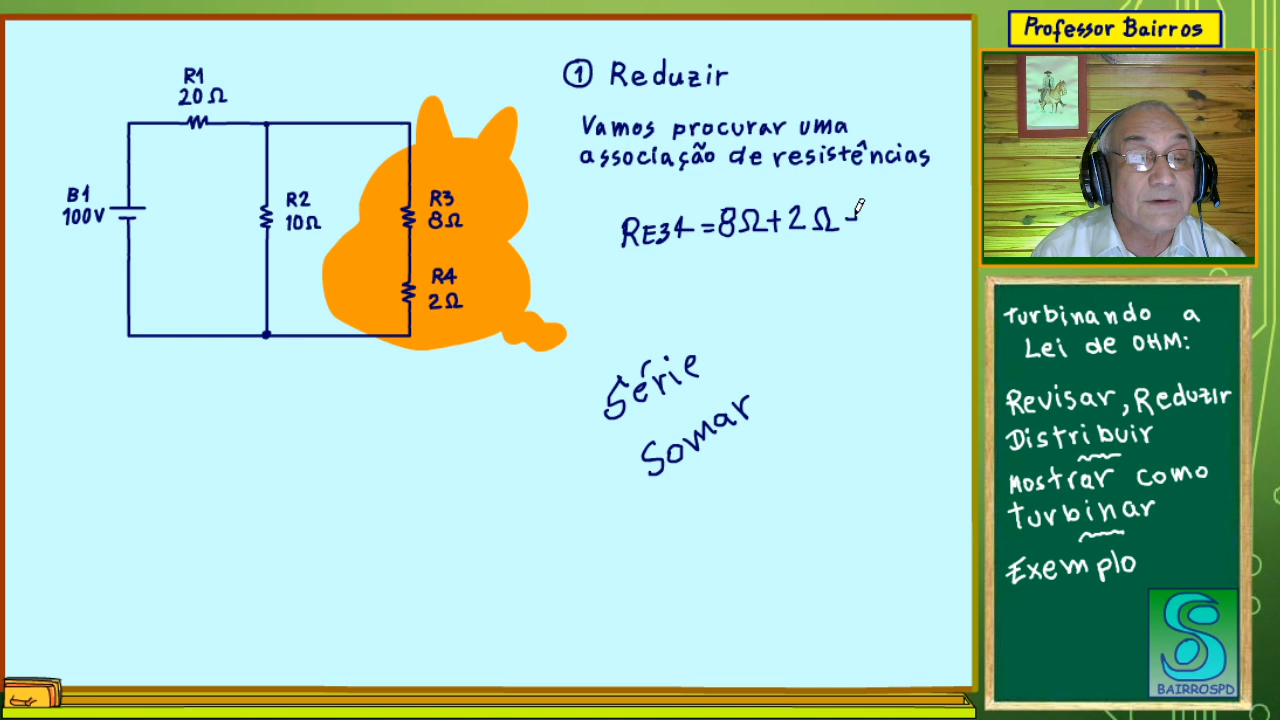 Professor Bairros
① Reduzir
Vamos procurar uma
associação de resistências
RE34 = 8Ω + 2Ω
R1
20Ω
B1
100V
R2
10Ω
R3
8Ω
R4
2Ω
Série
Somar
Turbinando a
Lei de OHM:
Revisar, Reduzir
Distribuir
Mostrar como
Turbinar
Exemplo
BAIRROSPD